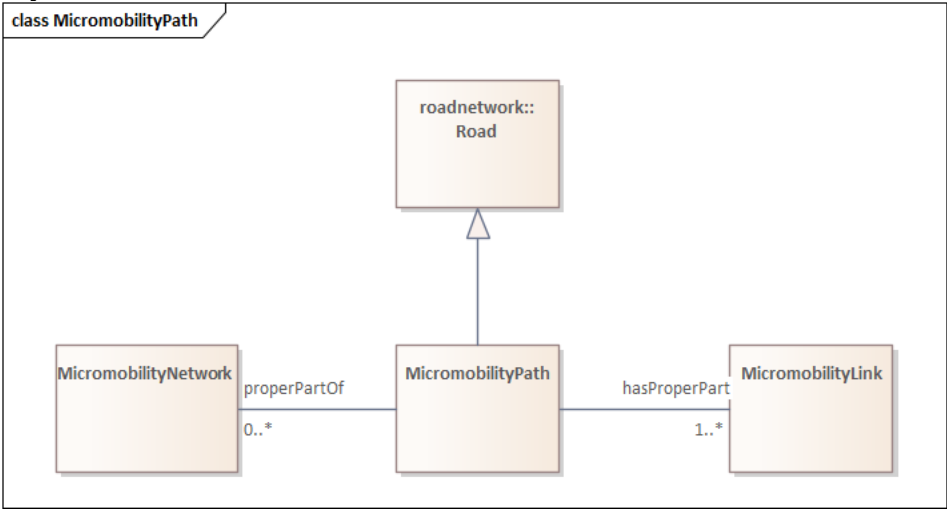 class MicromobilityPath
roadnetwork::
Road
MicromobilityNetwork
properPartOf
0..*
MicromobilityPath
hasProperPart
1..*
MicromobilityLink